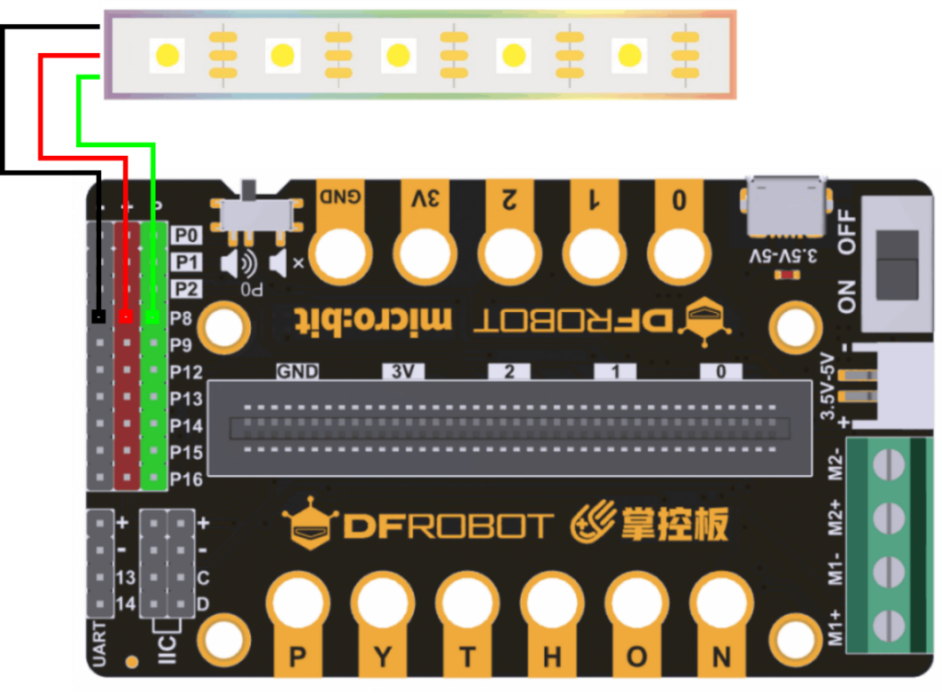 - + P
P0
P1
P2
P8
P9
P12
P13
P14
P15
P16
×
P0
GND 3V 2 1 0
3.5V-5V
OFF
ON
micro:bit DFROBOT
GND 3V 2 1 0
-
3.5V-5V
+
M2-
M2+
M1-
M1+
DFROBOT 掌控板
+
-
13
14
UART
+
-
C
D
IIC
P Y T H O N